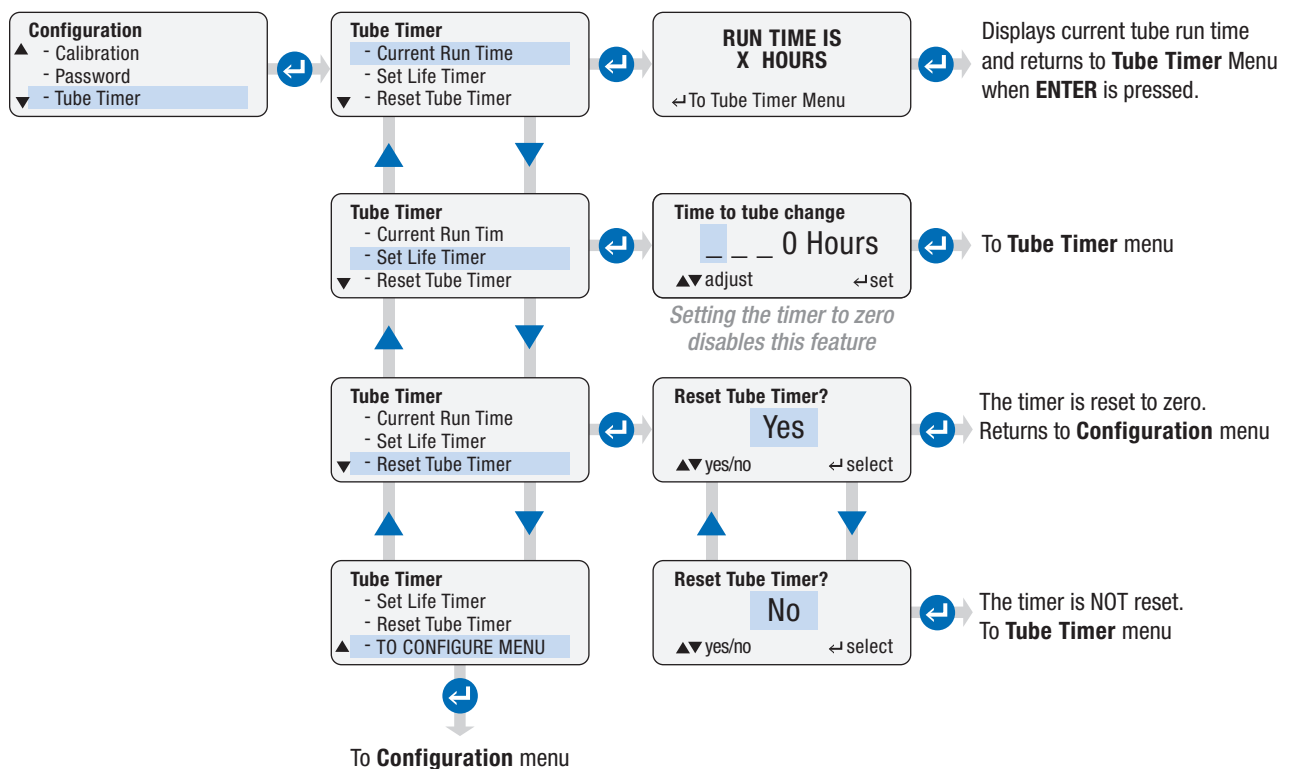 Configuration
- Calibration
- Password
- Tube Timer
Tube Timer
- Current Run Time
- Set Life Timer
- Reset Tube Timer
RUN TIME IS
X HOURS
↵To Tube Timer Menu
Displays current tube run time
and returns to Tube Timer Menu
when ENTER is pressed.
Tube Timer
- Current Run Tim
- Set Life Timer
- Reset Tube Timer
Time to tube change
_ _ _ 0 Hours
▲▼ adjust ↵set
Setting the timer to zero
disables this feature
To Tube Timer menu
Tube Timer
- Current Run Time
- Set Life Timer
- Reset Tube Timer
Reset Tube Timer?
Yes
▲▼ yes/no ↵ select
The timer is reset to zero.
Returns to Configuration menu
Tube Timer
- Set Life Timer
- Reset Tube Timer
- TO CONFIGURE MENU
Reset Tube Timer?
No
▲▼ yes/no ↵ select
The timer is NOT reset.
To Tube Timer menu
To Configuration menu